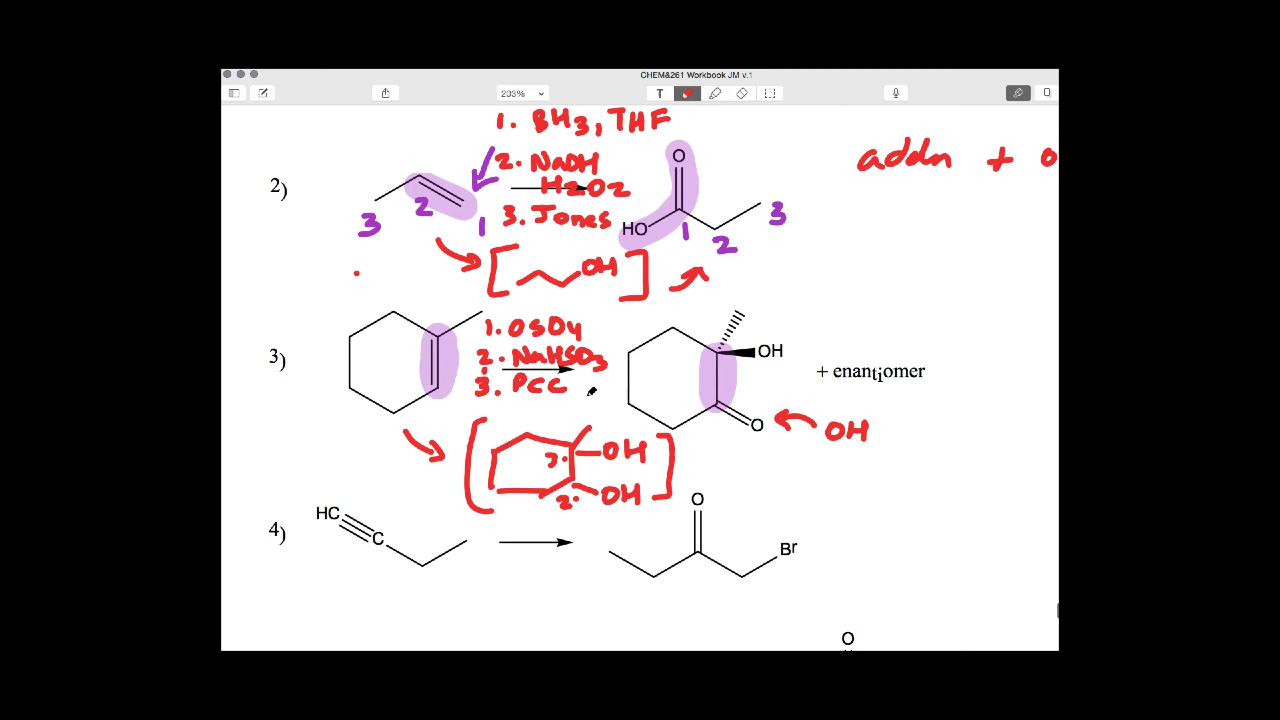 CHEM&261 Workbook JM v.1
203%
T
1. BH3, THF
addn + o
2)
2. NaOH
H2O2
3. Jones
O
HO
3
2
1
1
2
3
OH
3)
1. OsO4
2. NaHSO3
3. PCC
OH
+ enantiomer
O
OH
3°
OH
2°
OH
4)
HC
C
O
Br
O